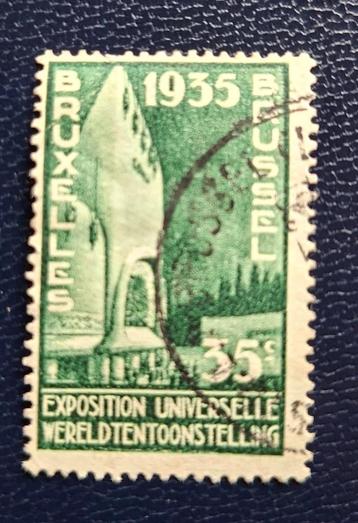 1935
BRUXELLES
BRUSSEL
35c
EXPOSITION UNIVERSELLE
WERELDTENTOONSTELLING